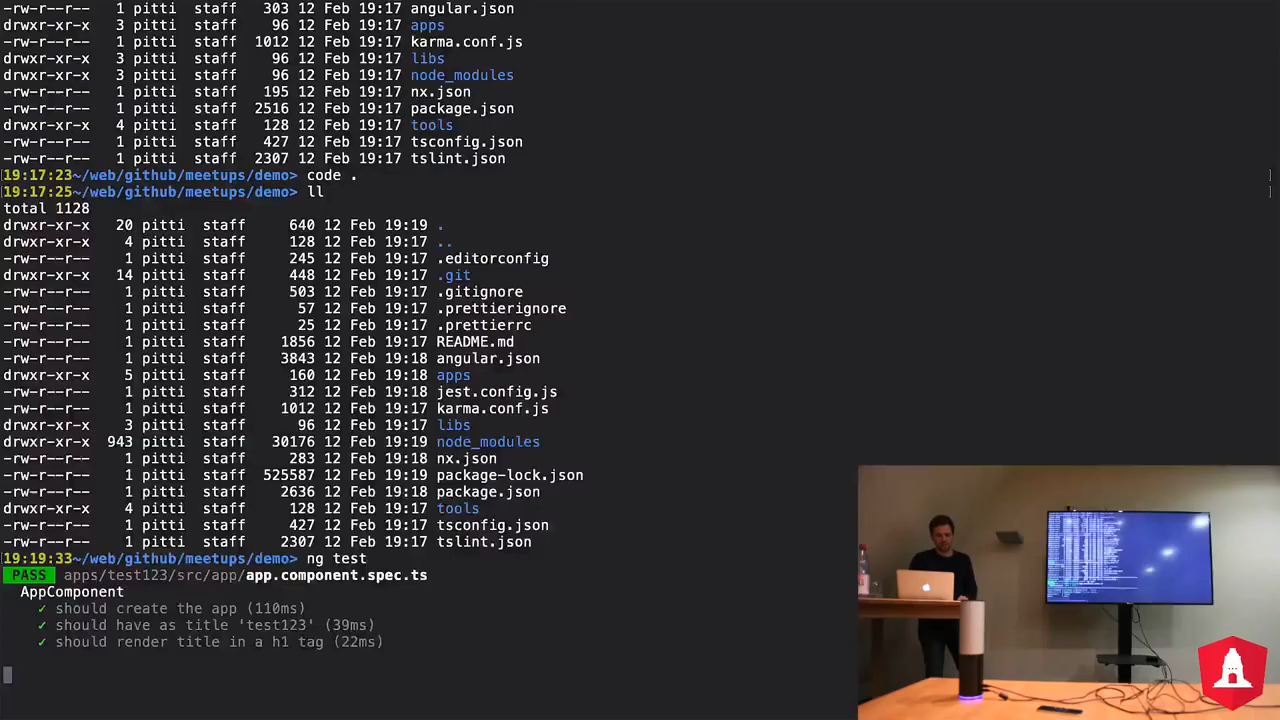 -rw-r--r-- 1 pitti staff 303 12 Feb 19:17 angular.json
drwxr-xr-x 3 pitti staff 96 12 Feb 19:17 apps
-rw-r--r-- 1 pitti staff 1012 12 Feb 19:17 karma.conf.js
drwxr-xr-x 3 pitti staff 96 12 Feb 19:17 libs
drwxr-xr-x 3 pitti staff 96 12 Feb 19:17 node_modules
-rw-r--r-- 1 pitti staff 195 12 Feb 19:17 nx.json
-rw-r--r-- 1 pitti staff 2516 12 Feb 19:17 package.json
drwxr-xr-x 4 pitti staff 128 12 Feb 19:17 tools
-rw-r--r-- 1 pitti staff 427 12 Feb 19:17 tsconfig.json
-rw-r--r-- 1 pitti staff 2307 12 Feb 19:17 tslint.json
[19:17:23~/web/github/meetups/demo> code . ]
[19:17:25~/web/github/meetups/demo> ll ]
total 1128
drwxr-xr-x 20 pitti staff 640 12 Feb 19:19 .
drwxr-xr-x 4 pitti staff 128 12 Feb 19:17 ..
-rw-r--r-- 1 pitti staff 245 12 Feb 19:17 .editorconfig
drwxr-xr-x 14 pitti staff 448 12 Feb 19:17 .git
-rw-r--r-- 1 pitti staff 503 12 Feb 19:17 .gitignore
-rw-r--r-- 1 pitti staff 57 12 Feb 19:17 .prettierignore
-rw-r--r-- 1 pitti staff 25 12 Feb 19:17 .prettierrc
-rw-r--r-- 1 pitti staff 1856 12 Feb 19:17 README.md
-rw-r--r-- 1 pitti staff 3843 12 Feb 19:18 angular.json
drwxr-xr-x 5 pitti staff 160 12 Feb 19:18 apps
-rw-r--r-- 1 pitti staff 312 12 Feb 19:18 jest.config.js
-rw-r--r-- 1 pitti staff 1012 12 Feb 19:17 karma.conf.js
drwxr-xr-x 3 pitti staff 96 12 Feb 19:17 libs
drwxr-xr-x 943 pitti staff 30176 12 Feb 19:19 node_modules
-rw-r--r-- 1 pitti staff 283 12 Feb 19:18 nx.json
-rw-r--r-- 1 pitti staff 525587 12 Feb 19:19 package-lock.json
-rw-r--r-- 1 pitti staff 2636 12 Feb 19:18 package.json
drwxr-xr-x 4 pitti staff 128 12 Feb 19:17 tools
-rw-r--r-- 1 pitti staff 427 12 Feb 19:17 tsconfig.json
-rw-r--r-- 1 pitti staff 2307 12 Feb 19:17 tslint.json
19:19:33~/web/github/meetups/demo> ng test
PASS apps/test123/src/app/app.component.spec.ts
AppComponent
✓ should create the app (110ms)
✓ should have as title 'test123' (39ms)
✓ should render title in a h1 tag (22ms)